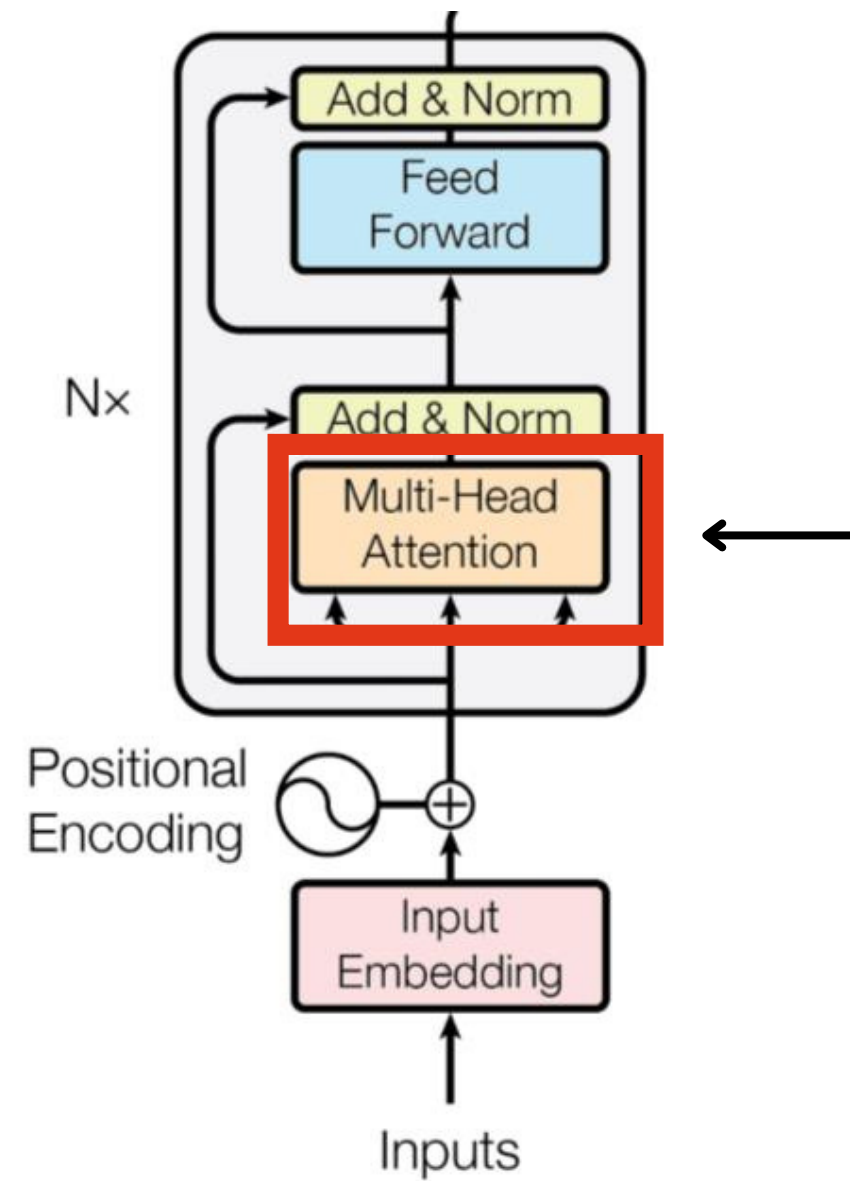 Add & Norm
Feed
Forward
Nx
Add & Norm
Multi-Head
Attention
Positional
Encoding
Input
Embedding
Inputs